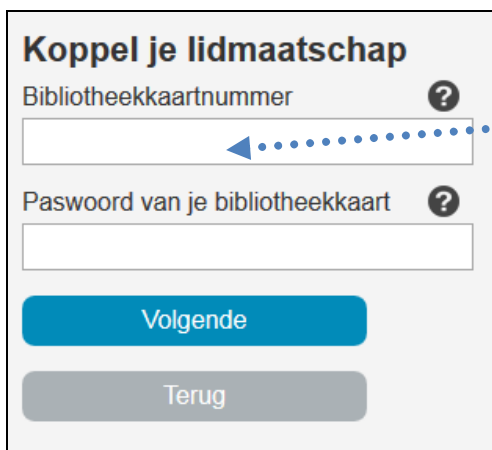 Koppel je lidmaatschap
Bibliotheekkaartnummer ?
Paswoord van je bibliotheekkaart ?
Volgende
Terug